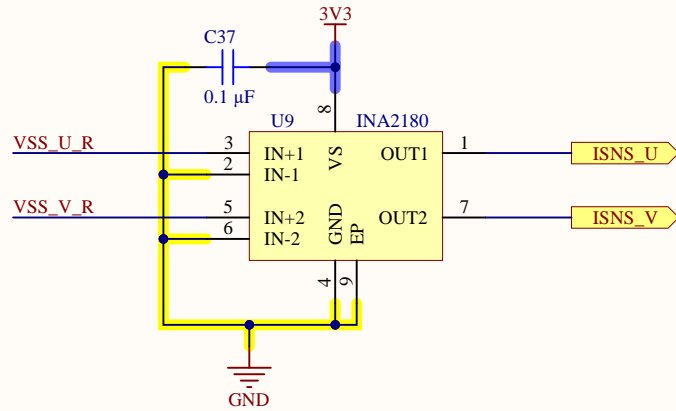 3V3
C37
0.1 µF
8
U9 INA2180
VSS_U_R 3 IN+1 VS OUT1 1 ISNS_U
2 IN-1
VSS_V_R 5 IN+2 GND EP OUT2 7 ISNS_V
6 IN-2
4 9
GND